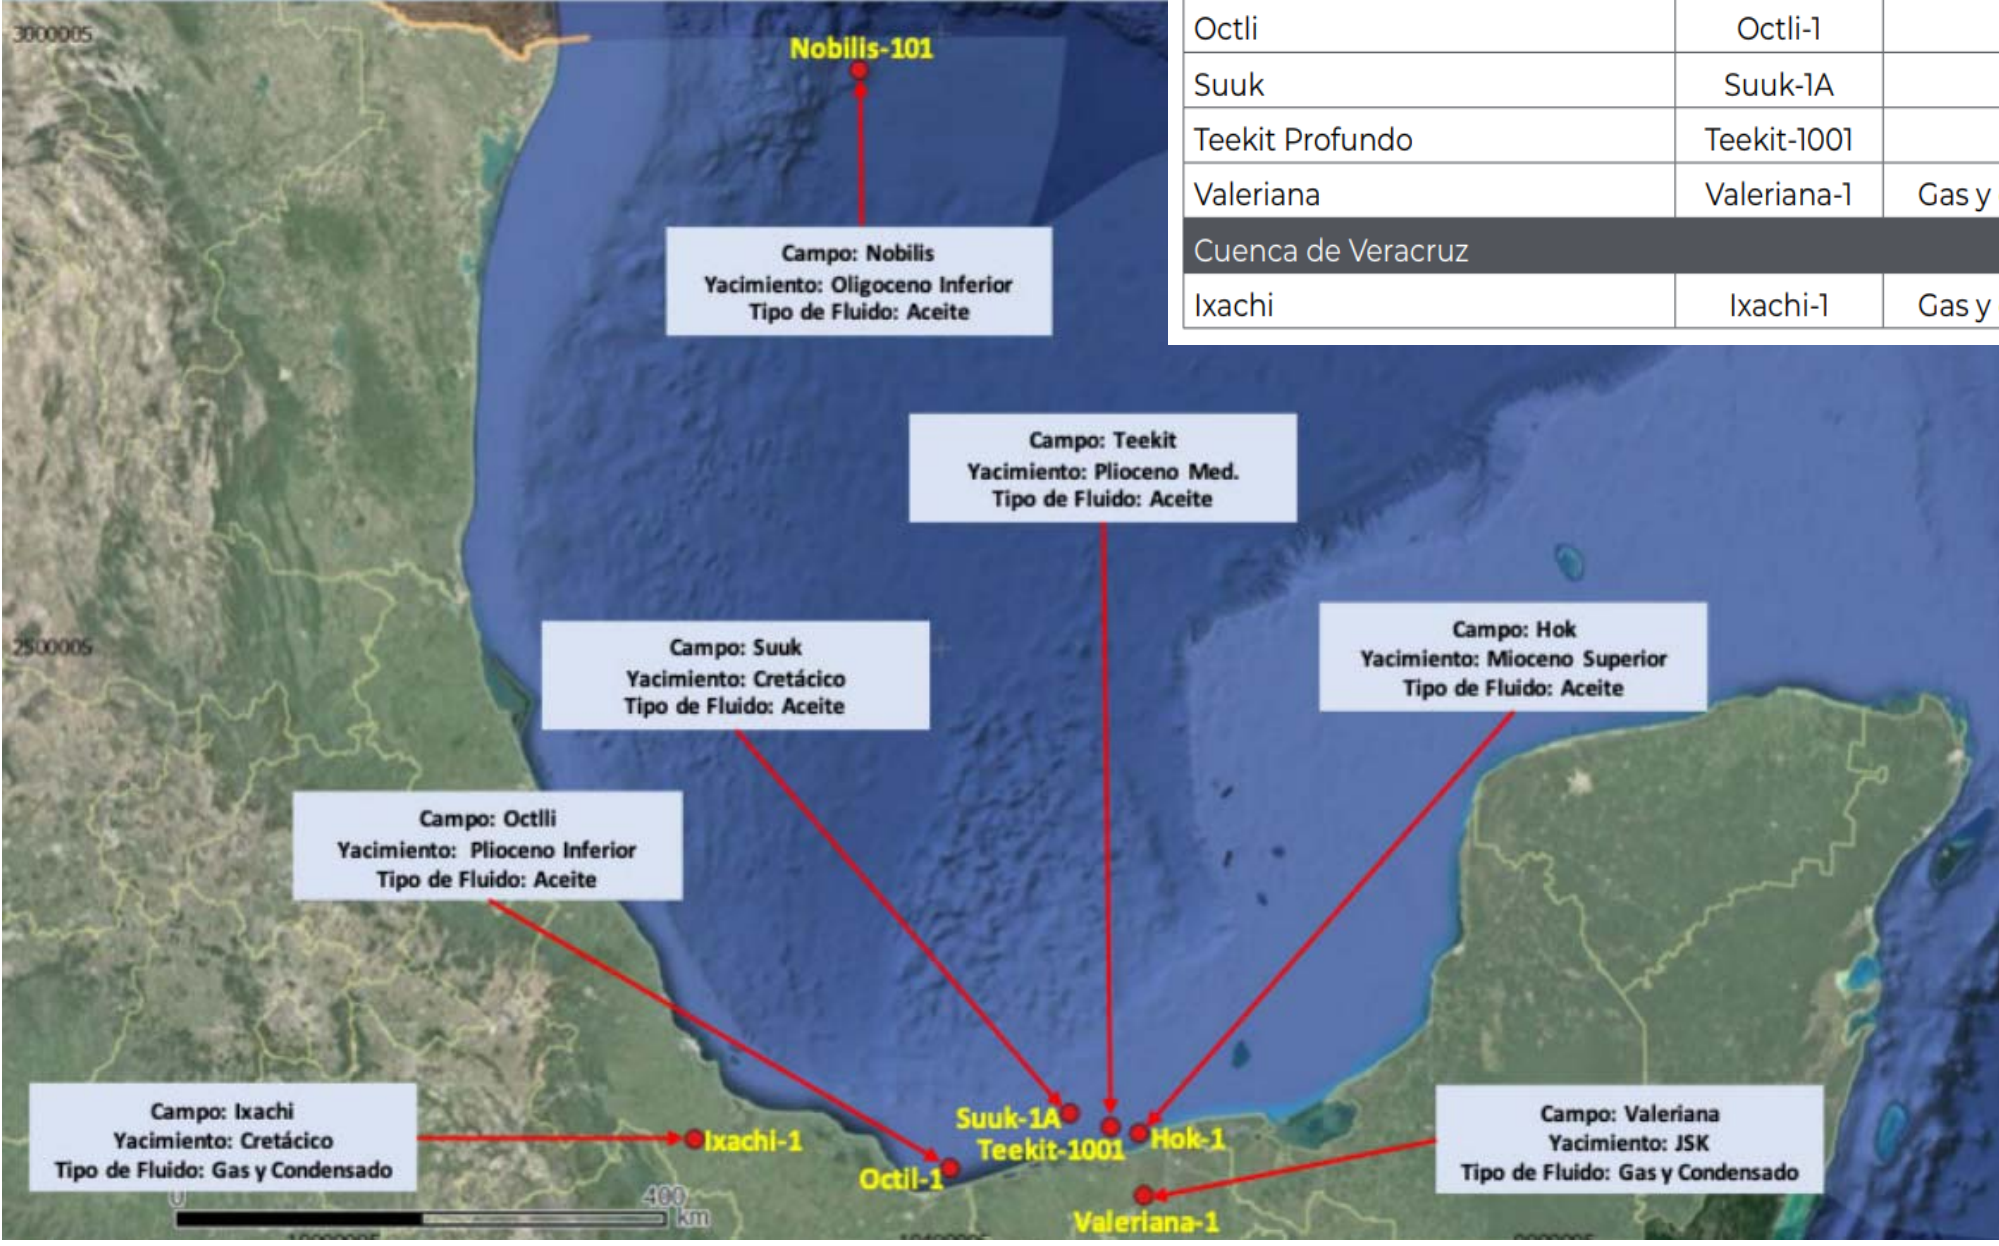 3000005
Nobilis-101
Octli Octli-1
Suuk Suuk-1A
Teekit Profundo Teekit-1001
Valeriana Valeriana-1 Gas y
Cuenca de Veracruz
Ixachi Ixachi-1 Gas y
Campo: Nobilis
Yacimiento: Oligoceno Inferior
Tipo de Fluido: Aceite
Campo: Teekit
Yacimiento: Plioceno Med.
Tipo de Fluido: Aceite
2500005
Campo: Suuk
Yacimiento: Cretácico
Tipo de Fluido: Aceite
Campo: Hok
Yacimiento: Mioceno Superior
Tipo de Fluido: Aceite
Campo: Octlli
Yacimiento: Plioceno Inferior
Tipo de Fluido: Aceite
Campo: Ixachi
Yacimiento: Cretácico
Tipo de Fluido: Gas y Condensado
Ixachi-1
Suuk-1A
Teekit-1001
Hok-1
Octil-1
Valeriana-1
Campo: Valeriana
Yacimiento: JSK
Tipo de Fluido: Gas y Condensado
0 400
km